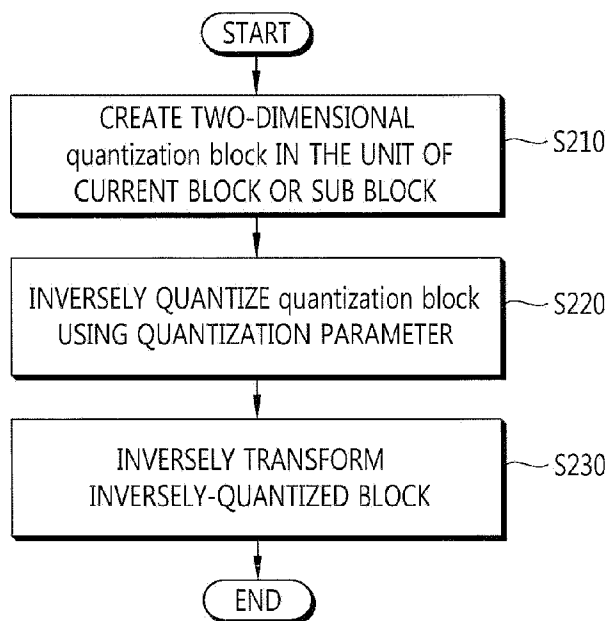 START
CREATE TWO-DIMENSIONAL
quantization block IN THE UNIT OF
CURRENT BLOCK OR SUB BLOCK
S210
INVERSELY QUANTIZE quantization block
USING QUANTIZATION PARAMETER
S220
INVERSELY TRANSFORM
INVERSELY-QUANTIZED BLOCK
S230
END